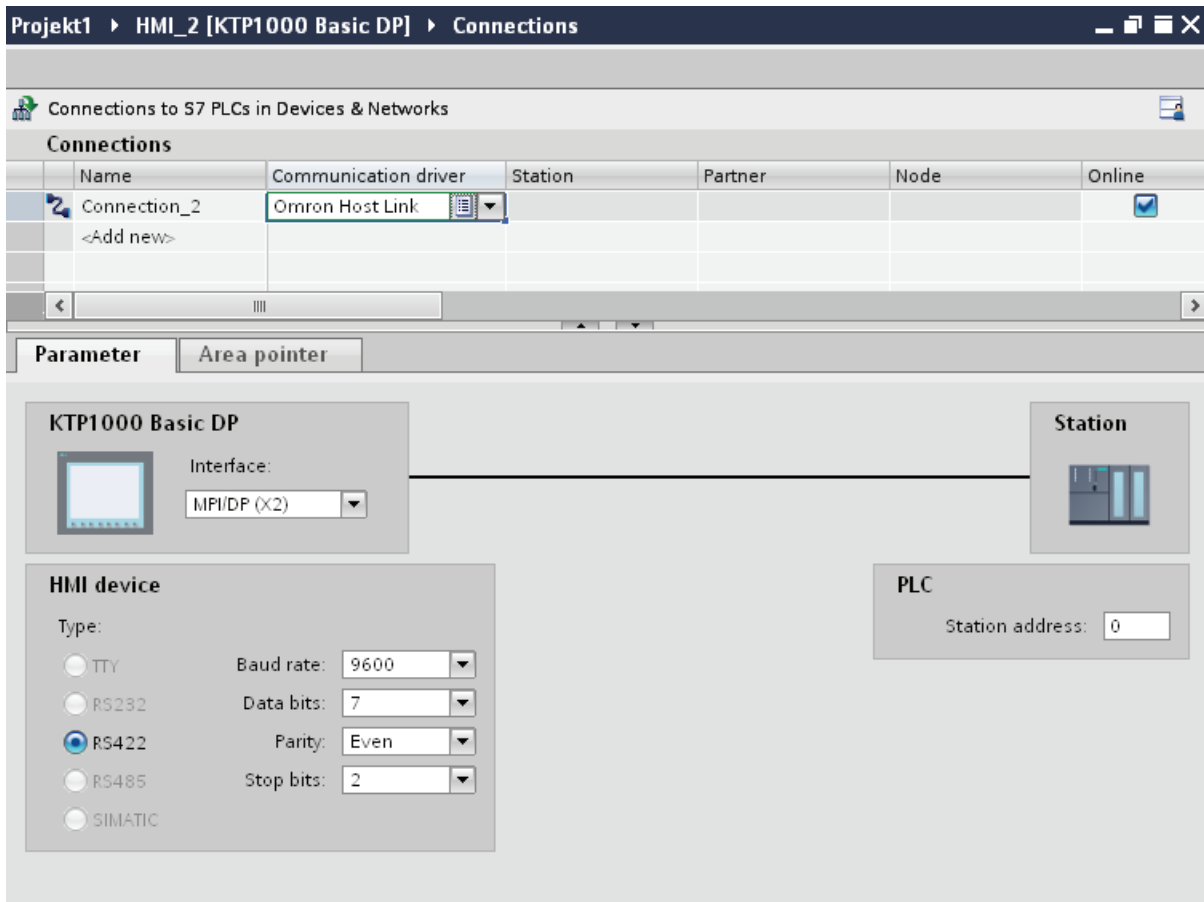 Projekt1 ▸ HMI_2 [KTP1000 Basic DP] ▸ Connections
Connections to S7 PLCs in Devices & Networks
Connections
Name Communication driver Station Partner Node Online
Connection_2 Omron Host Link
<Add new>
Parameter Area pointer
KTP1000 Basic DP
Interface:
MPI/DP (X2)
Station
HMI device
Type:
TTY Baud rate: 9600
RS232 Data bits: 7
RS422 Parity: Even
RS485 Stop bits: 2
SIMATIC
PLC
Station address: 0